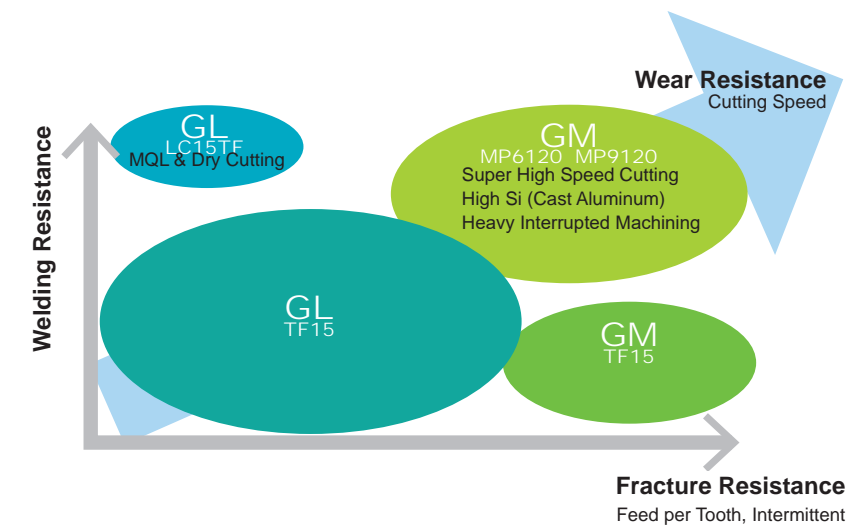 Wear Resistance
Cutting Speed
GL
LC15TF
MQL & Dry Cutting
GM
MP6120 MP9120
Super High Speed Cutting
High Si (Cast Aluminum)
Heavy Interrupted Machining
Welding Resistance
GL
TF15
GM
TF15
Fracture Resistance
Feed per Tooth, Intermittent